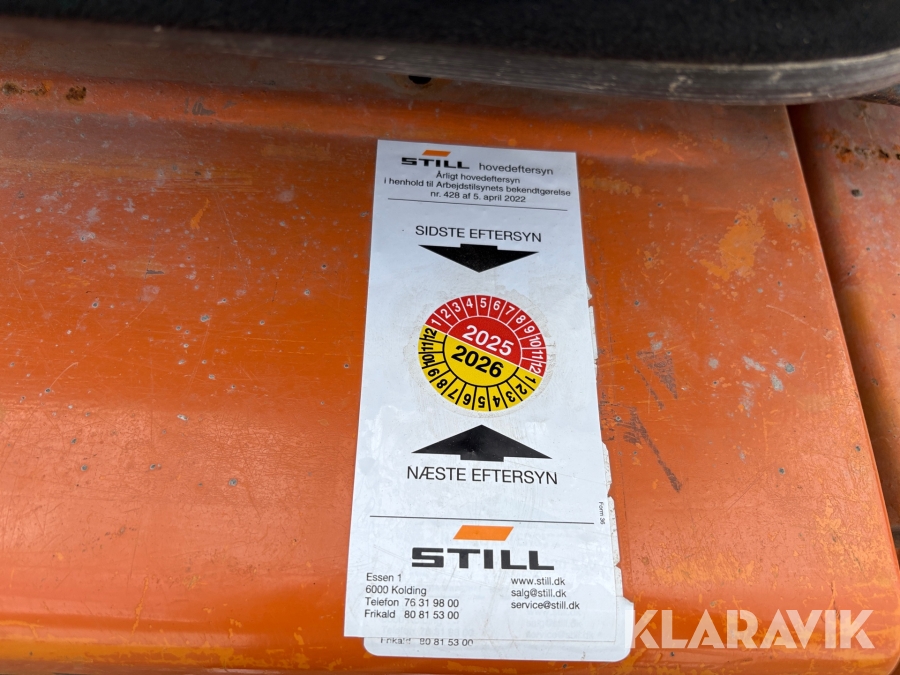 STILL hovedeftersyn
Årligt hovedeftersyn
i henhold til Arbejdstilsynets bekendtgørelse
nr. 428 af 5. april 2022
SIDSTE EFTERSYN
1 2 3 4 5 6 7 8 9 10 11 12
2025
2026
12 11 10 9 8 7 6 5 4 3 2 1
NÆSTE EFTERSYN
Form 36
STILL
Essen 1
6000 Kolding
Telefon 76 31 98 00
Frikald 80 81 53 00
www.still.dk
salg@still.dk
service@still.dk
Frikald 80 81 53 00
KLARAVIK